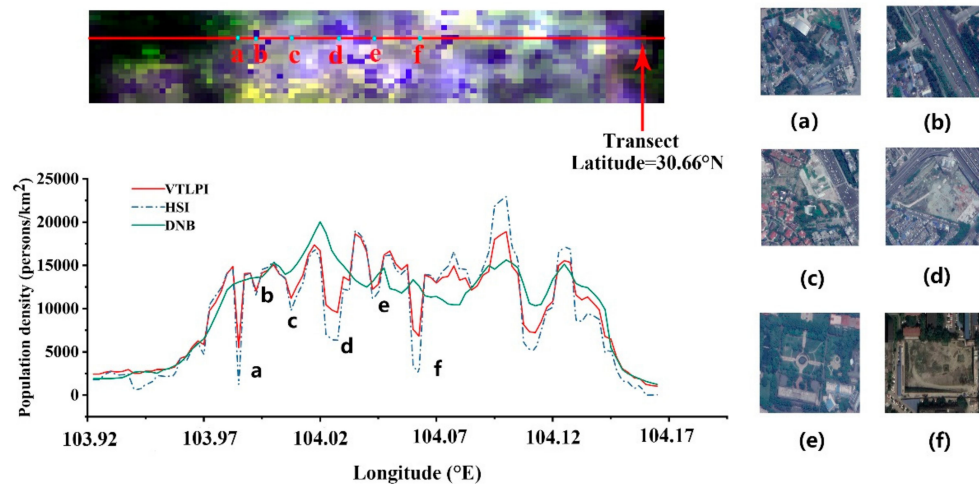 a b c d e f
Transect
Latitude=30.66°N
Population density (persons/km²)
25000
20000
15000
10000
5000
0
VTLPI
HSI
DNB
a
b
c
d
e
f
103.92 103.97 104.02 104.07 104.12 104.17
Longitude (°E)
(a) (b)
(c) (d)
(e) (f)